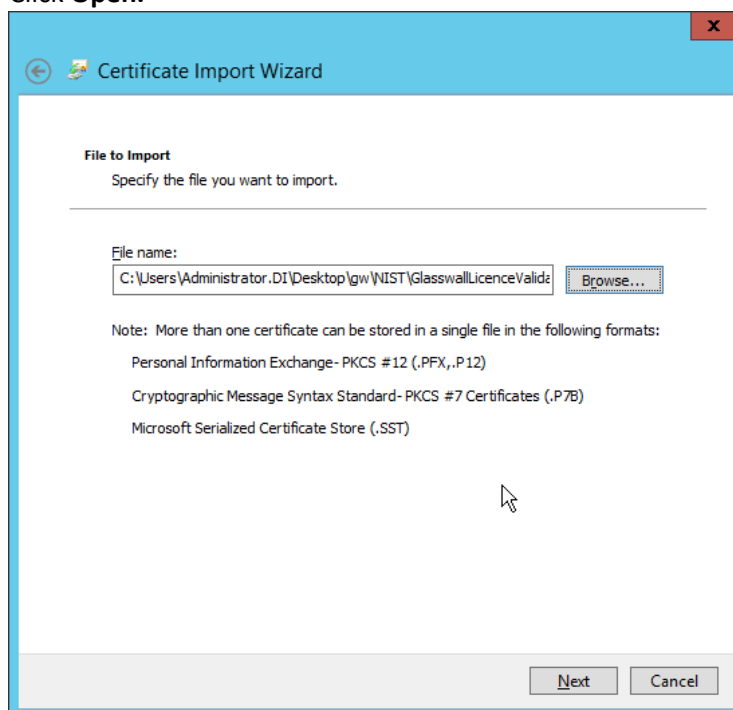 Click Open.
x
Certificate Import Wizard
File to Import
Specify the file you want to import.
File name:
C:\Users\Administrator.DI\Desktop\gw\NIST\GlasswallLicenceValida
Browse...
Note: More than one certificate can be stored in a single file in the following formats:
Personal Information Exchange- PKCS #12 (.PFX,.P12)
Cryptographic Message Syntax Standard- PKCS #7 Certificates (.P7B)
Microsoft Serialized Certificate Store (.SST)
Next Cancel